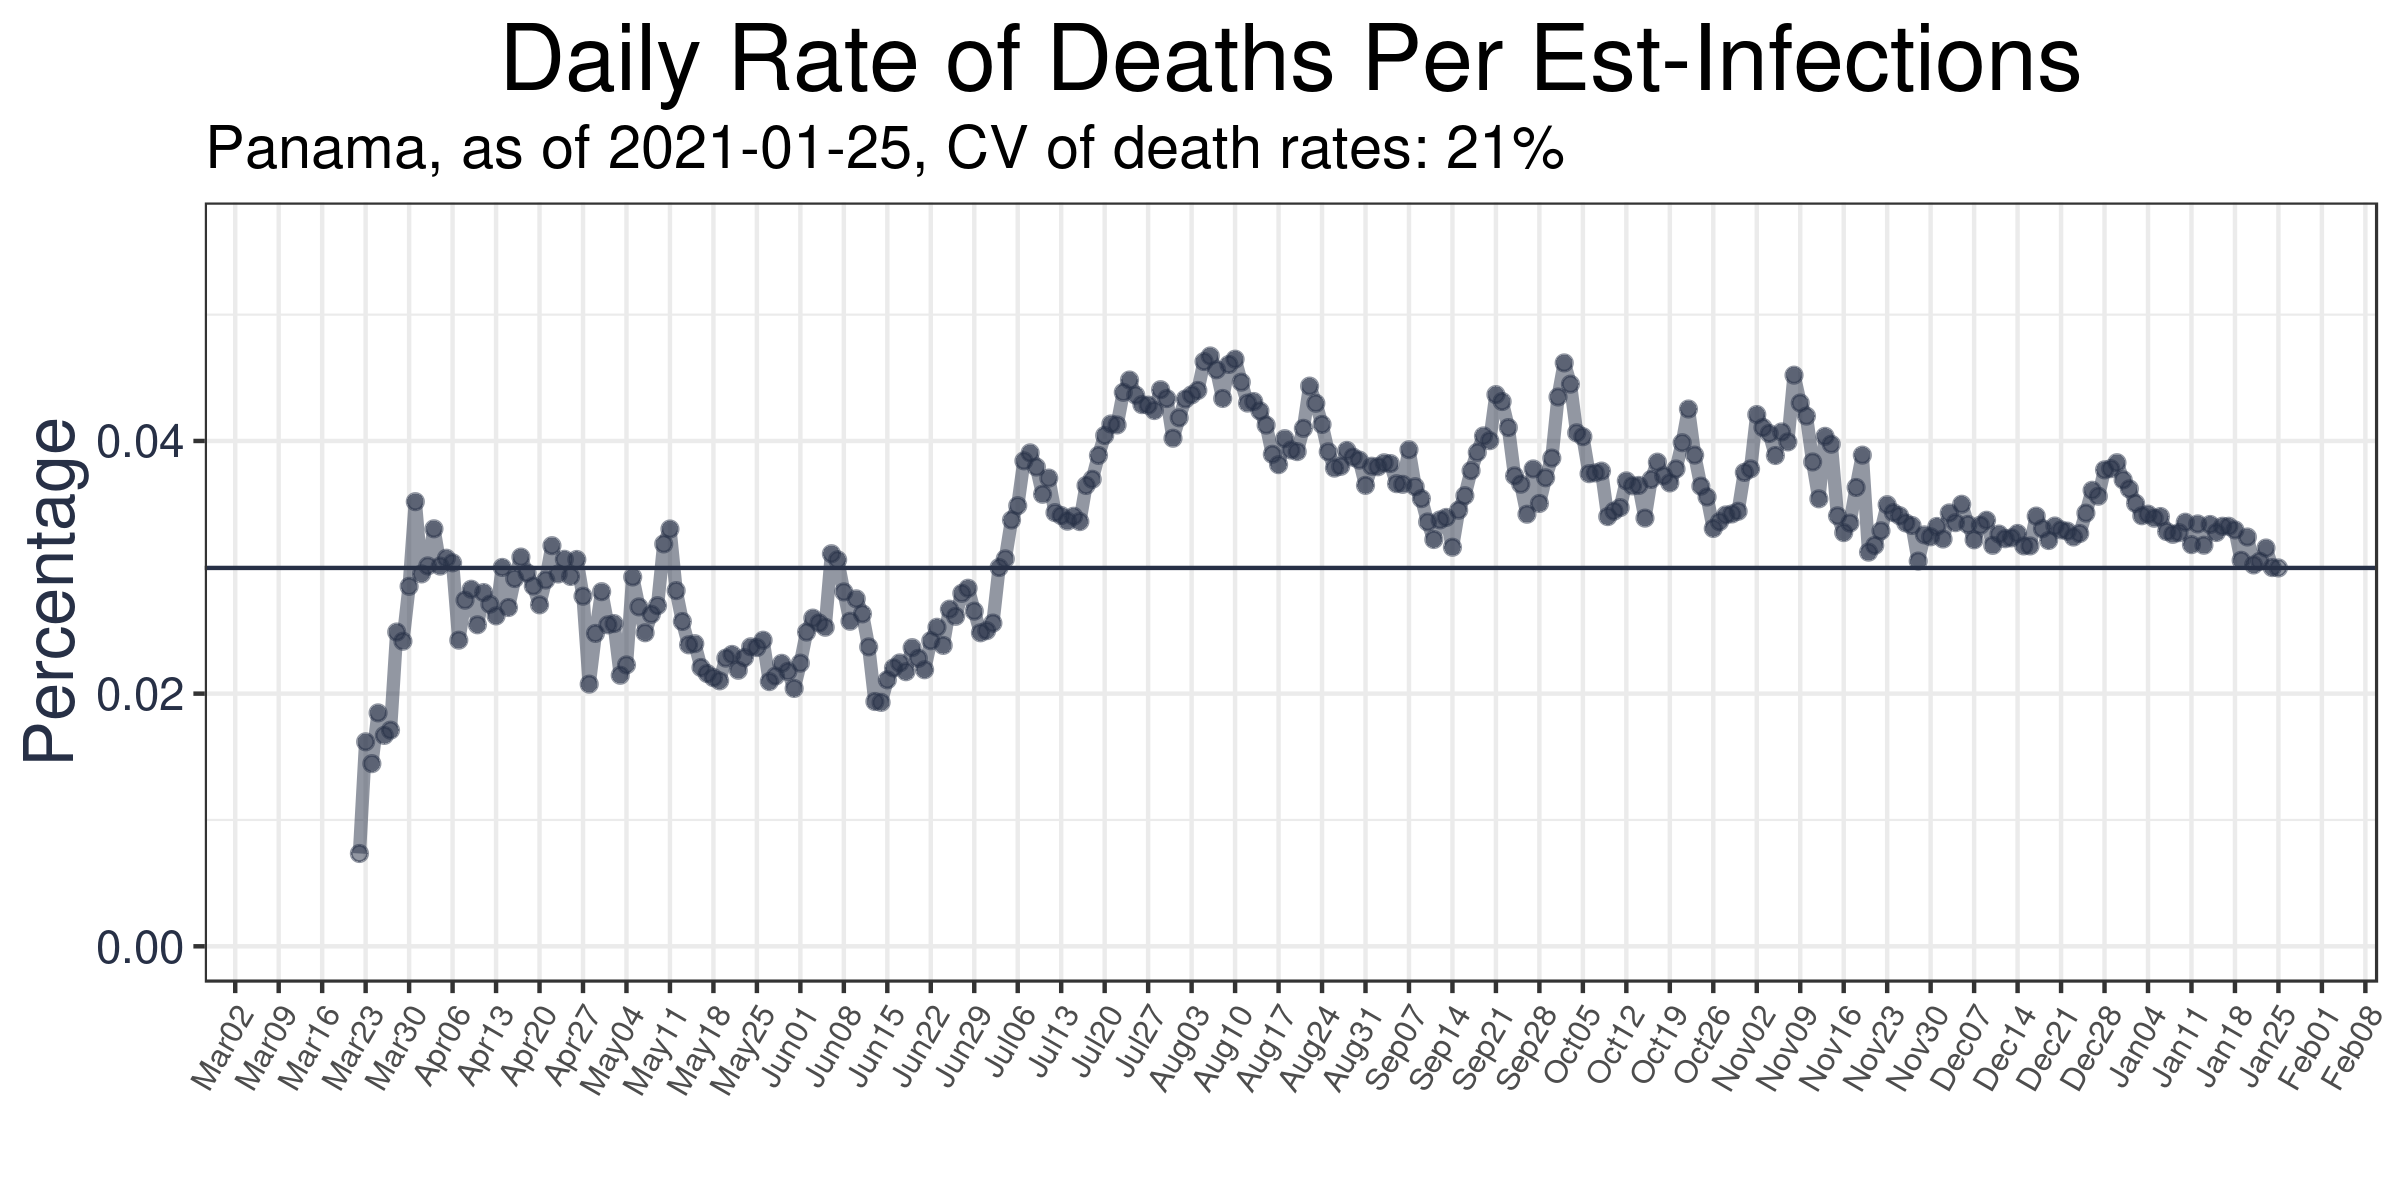 Daily Rate of Deaths Per Est-Infections
Panama, as of 2021-01-25, CV of death rates: 21%
Percentage
0.04
0.02
0.00
Mar02 Mar09 Mar16 Mar23 Mar30 Apr06 Apr13 Apr20 Apr27 May04 May11 May18 May25 Jun01 Jun08 Jun15 Jun22 Jun29 Jul06 Jul13 Jul20 Jul27 Aug03 Aug10 Aug17 Aug24 Aug31 Sep07 Sep14 Sep21 Sep28 Oct05 Oct12 Oct19 Oct26 Nov02 Nov09 Nov16 Nov23 Nov30 Dec07 Dec14 Dec21 Dec28 Jan04 Jan11 Jan18 Jan25 Feb01 Feb08